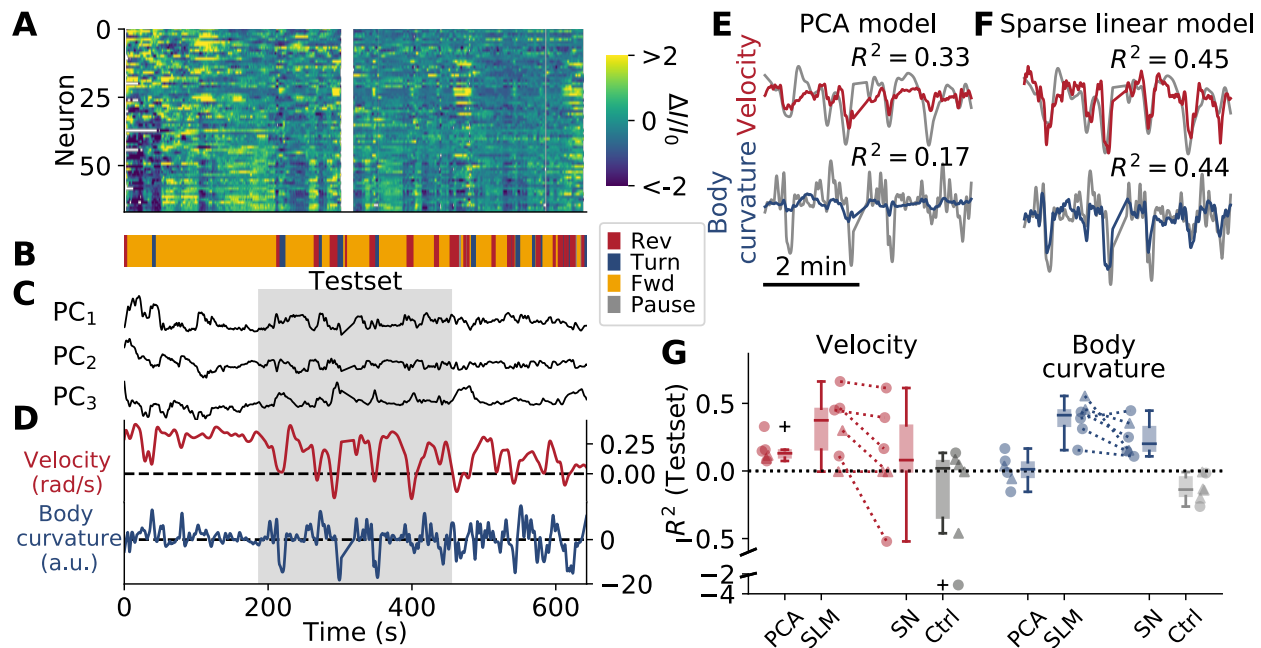 A
0
25
50
Neuron
>2
0
<-2
ΔI/I₀
B
Rev
Turn
Fwd
Pause
C
Testset
PC₁
PC₂
PC₃
D
Velocity
(rad/s)
0.25
0.00
Body
curvature
(a.u.)
0
−20
0
200
400
600
Time (s)
E
PCA model
Velocity
R² = 0.33
Body
curvature
R² = 0.17
2 min
F
Sparse linear model
R² = 0.45
R² = 0.44
G
Velocity
Body
curvature
R² (Testset)
0.5
0.0
−0.5
−2
−4
PCA
SLM
SN
Ctrl
PCA
SLM
SN
Ctrl